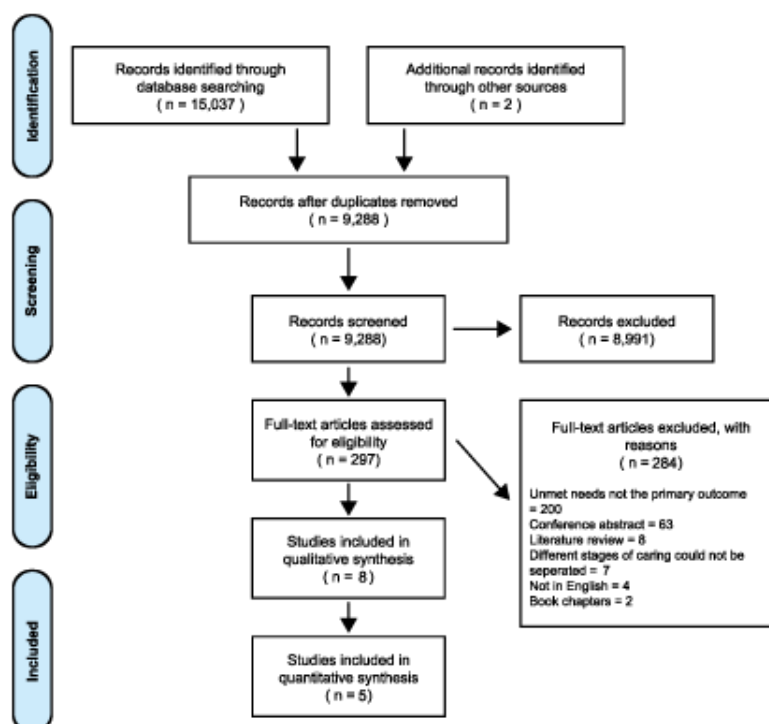 Identification
Records identified through
database searching
( n = 15,037 )
Additional records identified
through other sources
( n = 2 )
Records after duplicates removed
( n = 9,288 )
Screening
Records screened
( n = 9,288)
Records excluded
( n = 8,991)
Eligibility
Full-text articles assessed
for eligibility
( n = 297)
Full-text articles excluded, with
reasons
( n = 284)
Unmet needs not the primary outcome
= 200
Conference abstract = 63
Literature review = 8
Different stages of caring could not be
seperated = 7
Not in English = 4
Book chapters = 2
Studies included in
qualitative synthesis
( n = 8)
Included
Studies included in
quantitative synthesis
( n = 5)